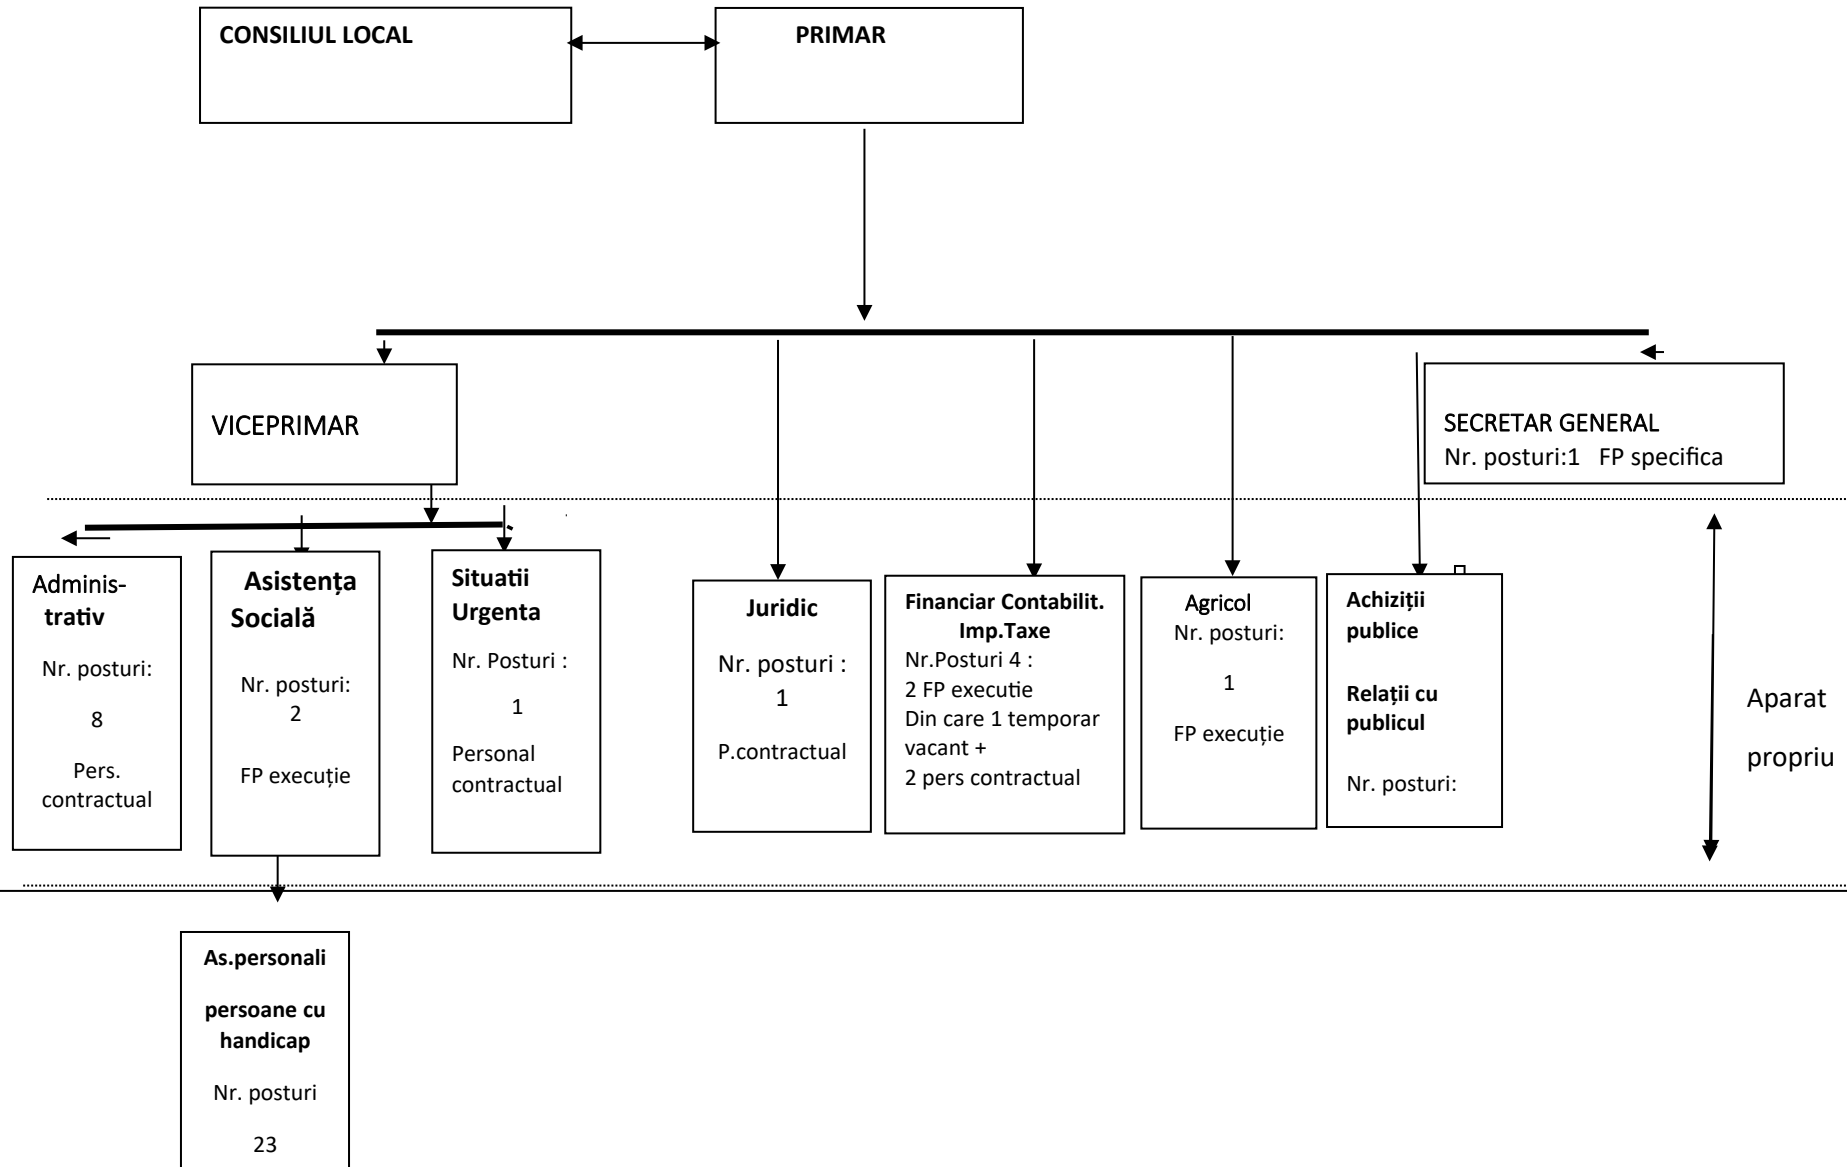 CONSILIUL LOCAL
PRIMAR
VICEPRIMAR
SECRETAR GENERAL
Nr. posturi:1 FP specifica
Adminis-
trativ
Nr. posturi:
8
Pers.
contractual
Asistența
Socială
Nr. posturi:
2
FP execuție
Situatii
Urgenta
Nr. Posturi :
1
Personal
contractual
Juridic
Nr. posturi :
1
P.contractual
Financiar Contabilit.
Imp.Taxe
Nr.Posturi 4 :
2 FP executie
Din care 1 temporar
vacant +
2 pers contractual
Agricol
Nr. posturi:
1
FP execuție
Achiziții
publice
Relații cu
publicul
Nr. posturi:
Aparat
propriu
As.personali
persoane cu
handicap
Nr. posturi
23